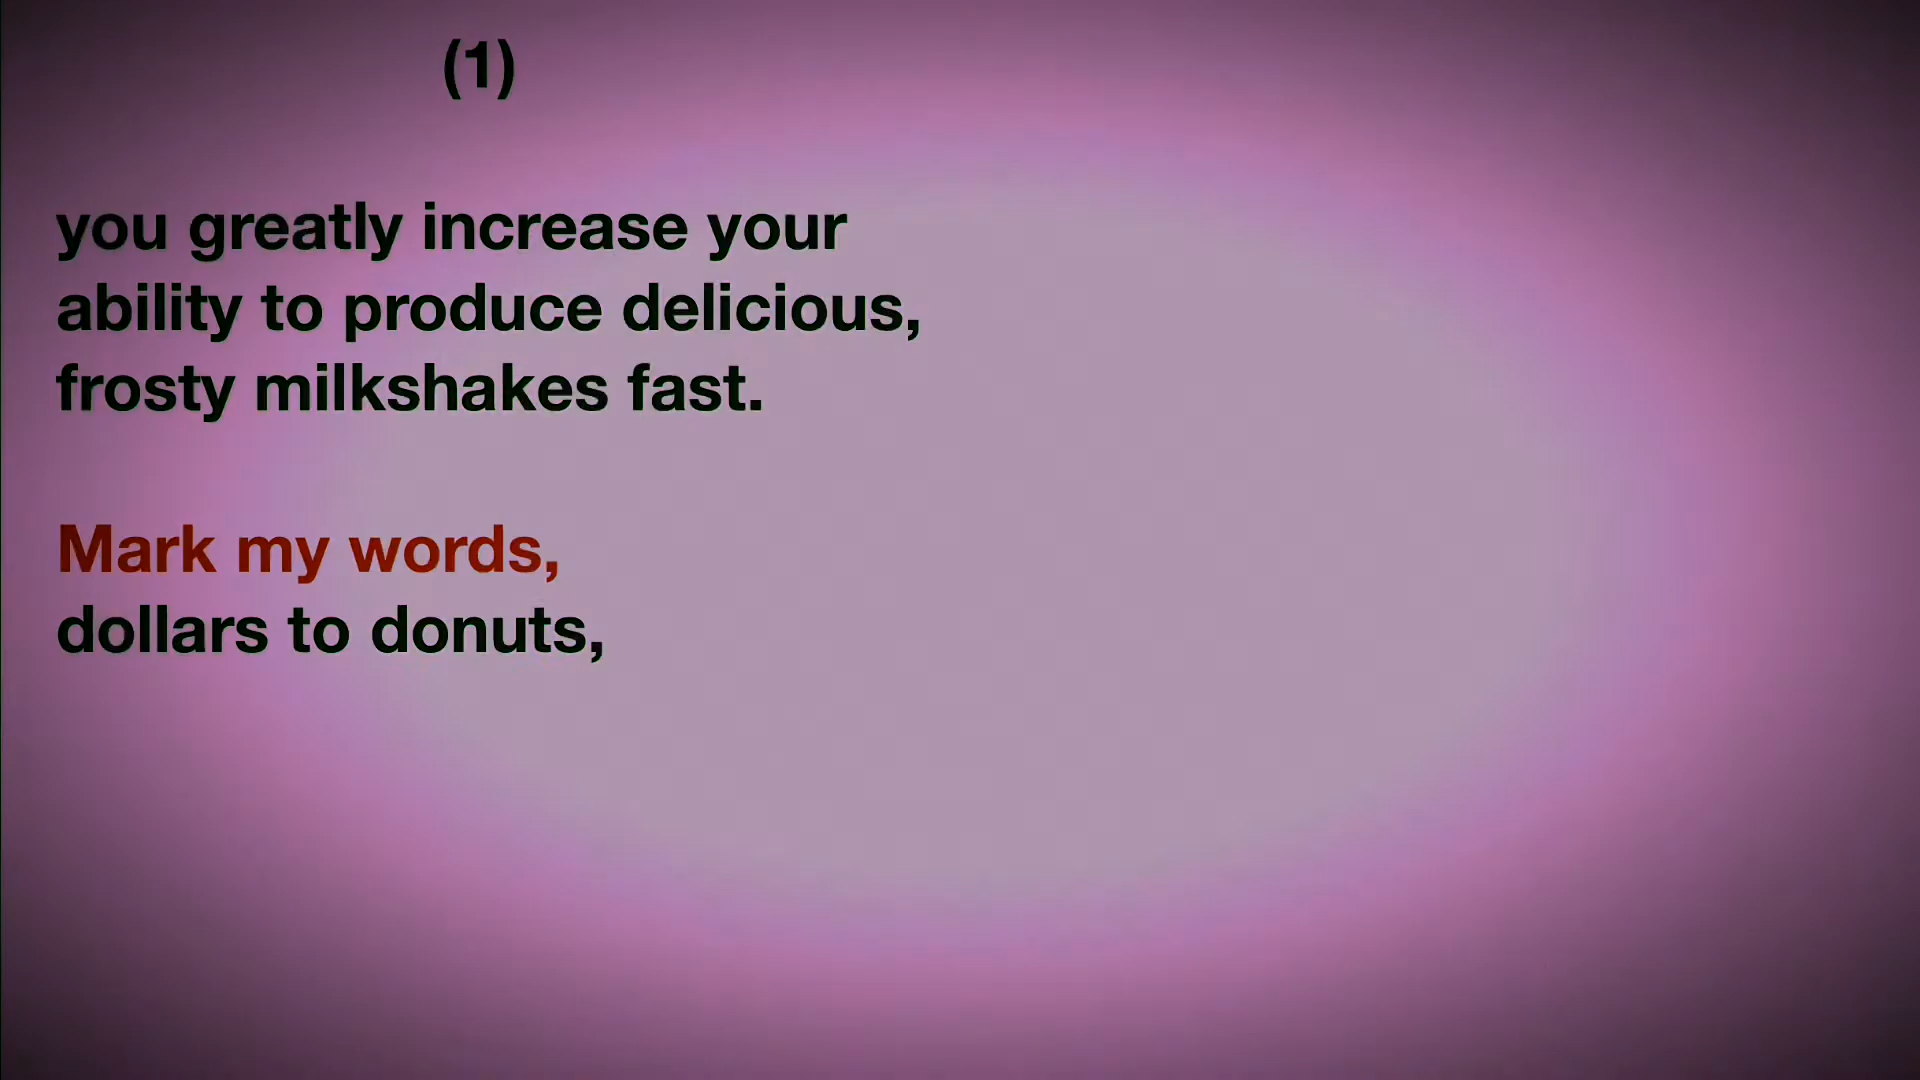 (1)
you greatly increase your
ability to produce delicious,
frosty milkshakes fast.
Mark my words,
dollars to donuts,